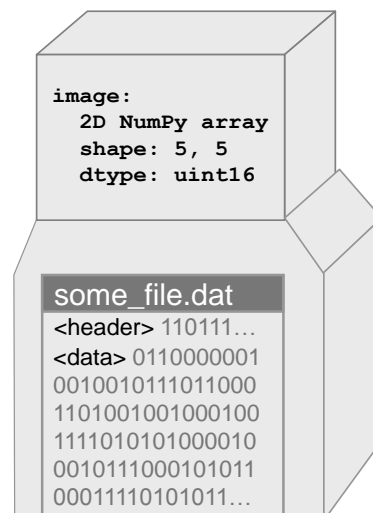 image:
2D NumPy array
shape: 5, 5
dtype: uint16
some_file.dat
<header> 110111…
<data> 0110000001
0010010111011000
1101001001000100
1111010101000010
0010111000101011
00011110101011…